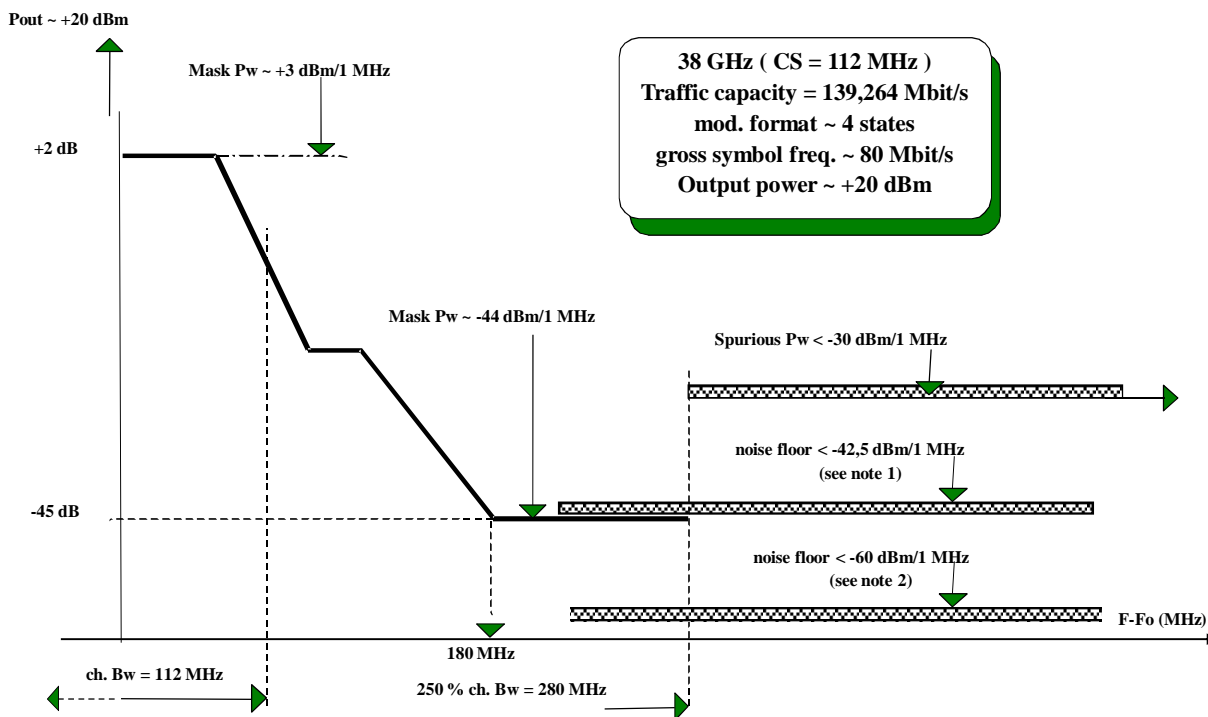 Pout ~ +20 dBm
Mask Pw ~ +3 dBm/1 MHz
38 GHz ( CS = 112 MHz )
Traffic capacity = 139,264 Mbit/s
mod. format ~ 4 states
gross symbol freq. ~ 80 Mbit/s
Output power ~ +20 dBm
+2 dB
Mask Pw ~ -44 dBm/1 MHz
Spurious Pw < -30 dBm/1 MHz
noise floor < -42,5 dBm/1 MHz
(see note 1)
-45 dB
noise floor < -60 dBm/1 MHz
(see note 2)
F-Fo (MHz)
180 MHz
ch. Bw = 112 MHz
250 % ch. Bw = 280 MHz